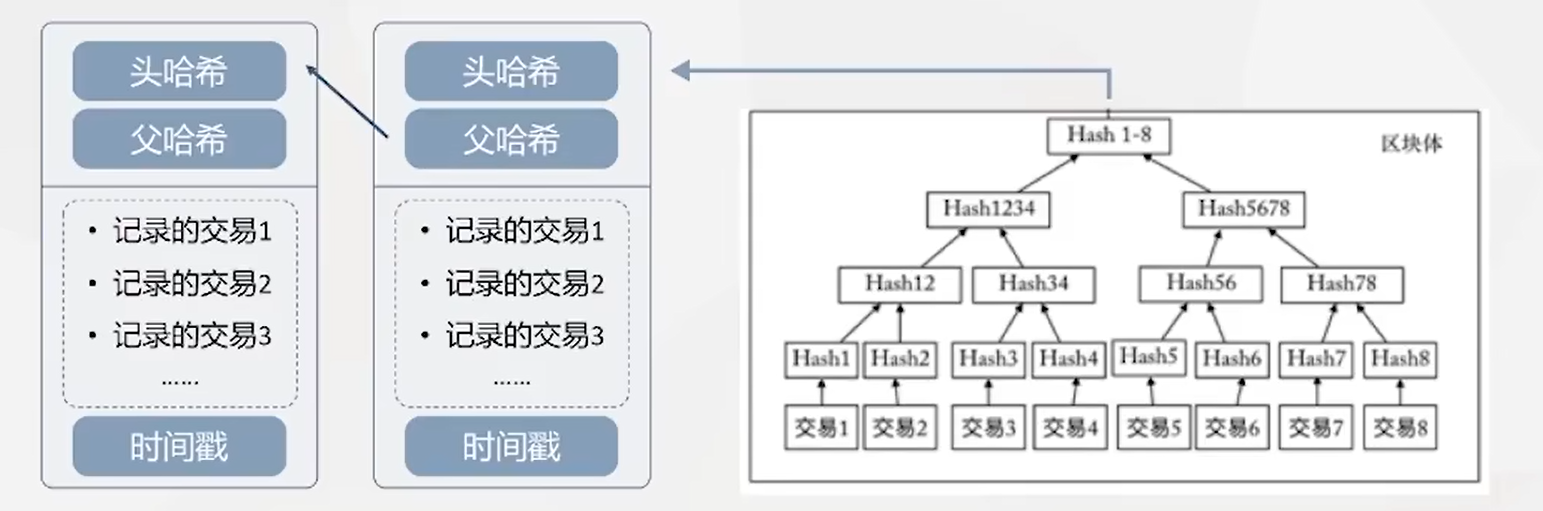 头哈希
父哈希
• 记录的交易1
• 记录的交易2
• 记录的交易3
......
时间戳
头哈希
父哈希
• 记录的交易1
• 记录的交易2
• 记录的交易3
......
时间戳
区块体
Hash 1-8
Hash1234 Hash5678
Hash12 Hash34 Hash56 Hash78
Hash1 Hash2 Hash3 Hash4 Hash5 Hash6 Hash7 Hash8
交易1 交易2 交易3 交易4 交易5 交易6 交易7 交易8